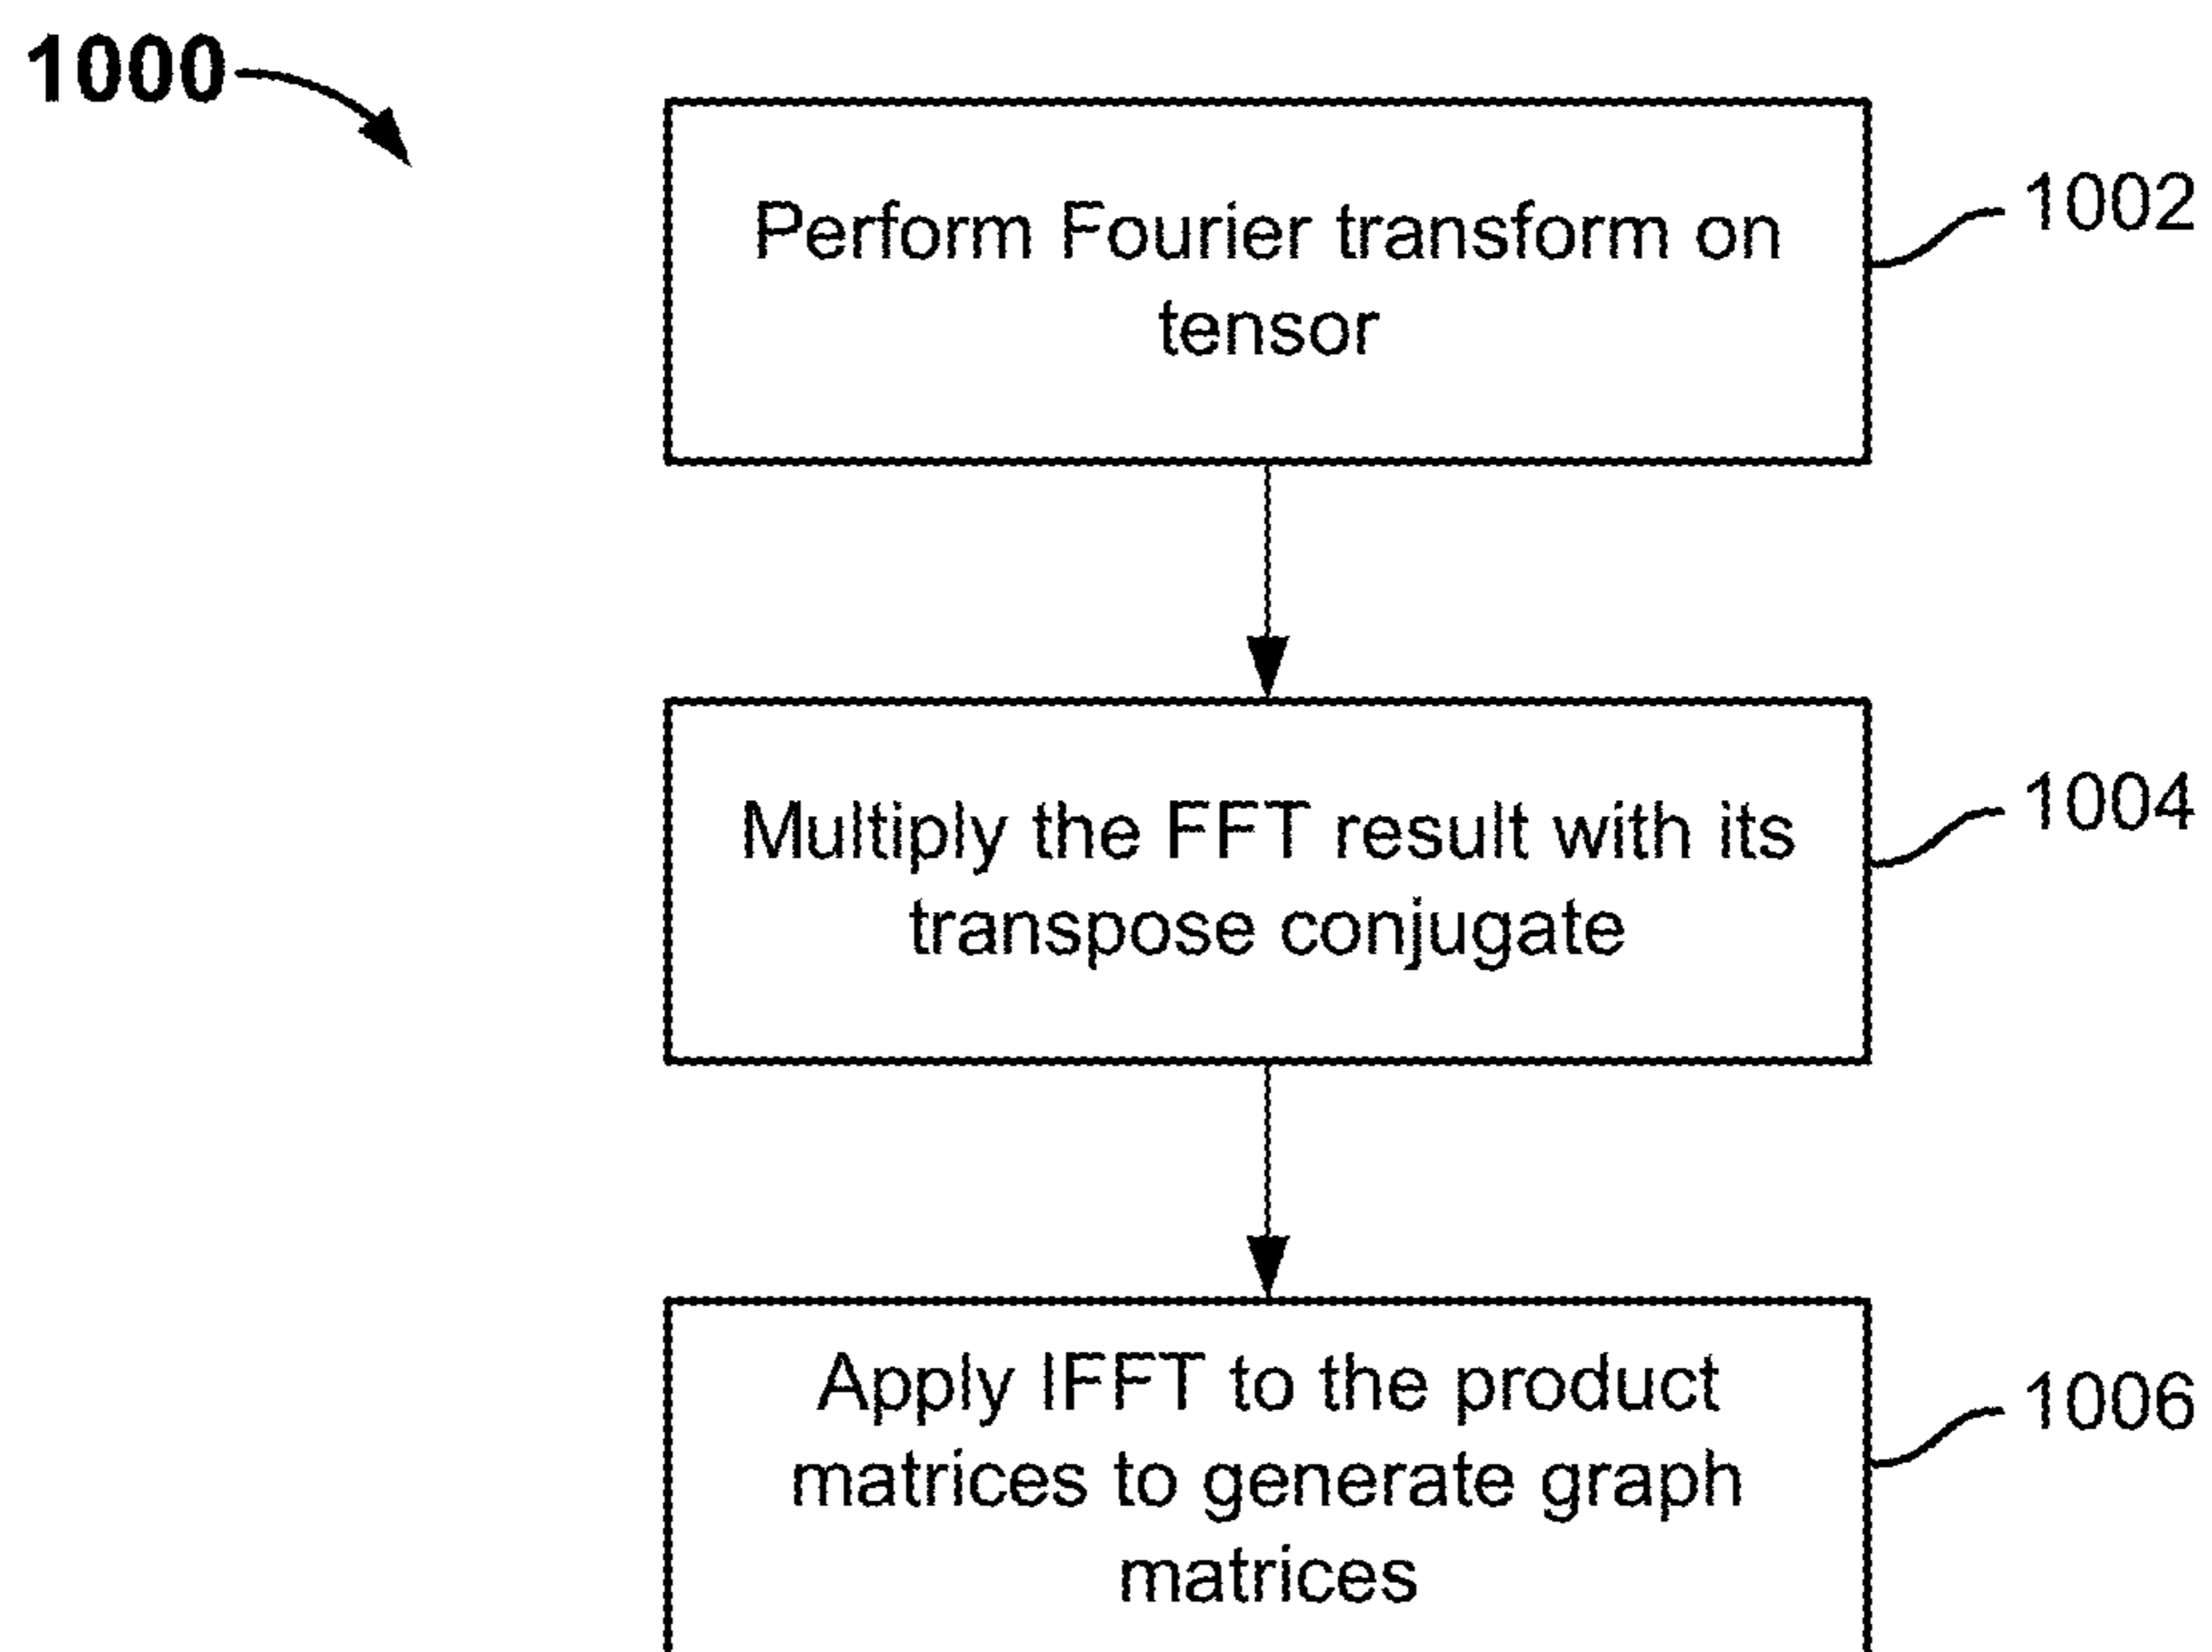 1000
Perform Fourier transform on
tensor
1002
Multiply the FFT result with its
transpose conjugate
1004
Apply IFFT to the product
matrices to generate graph
matrices
1006